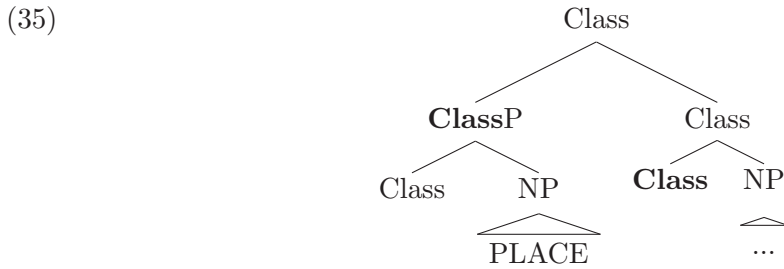 (35) Class
ClassP Class
Class NP Class NP
PLACE ...